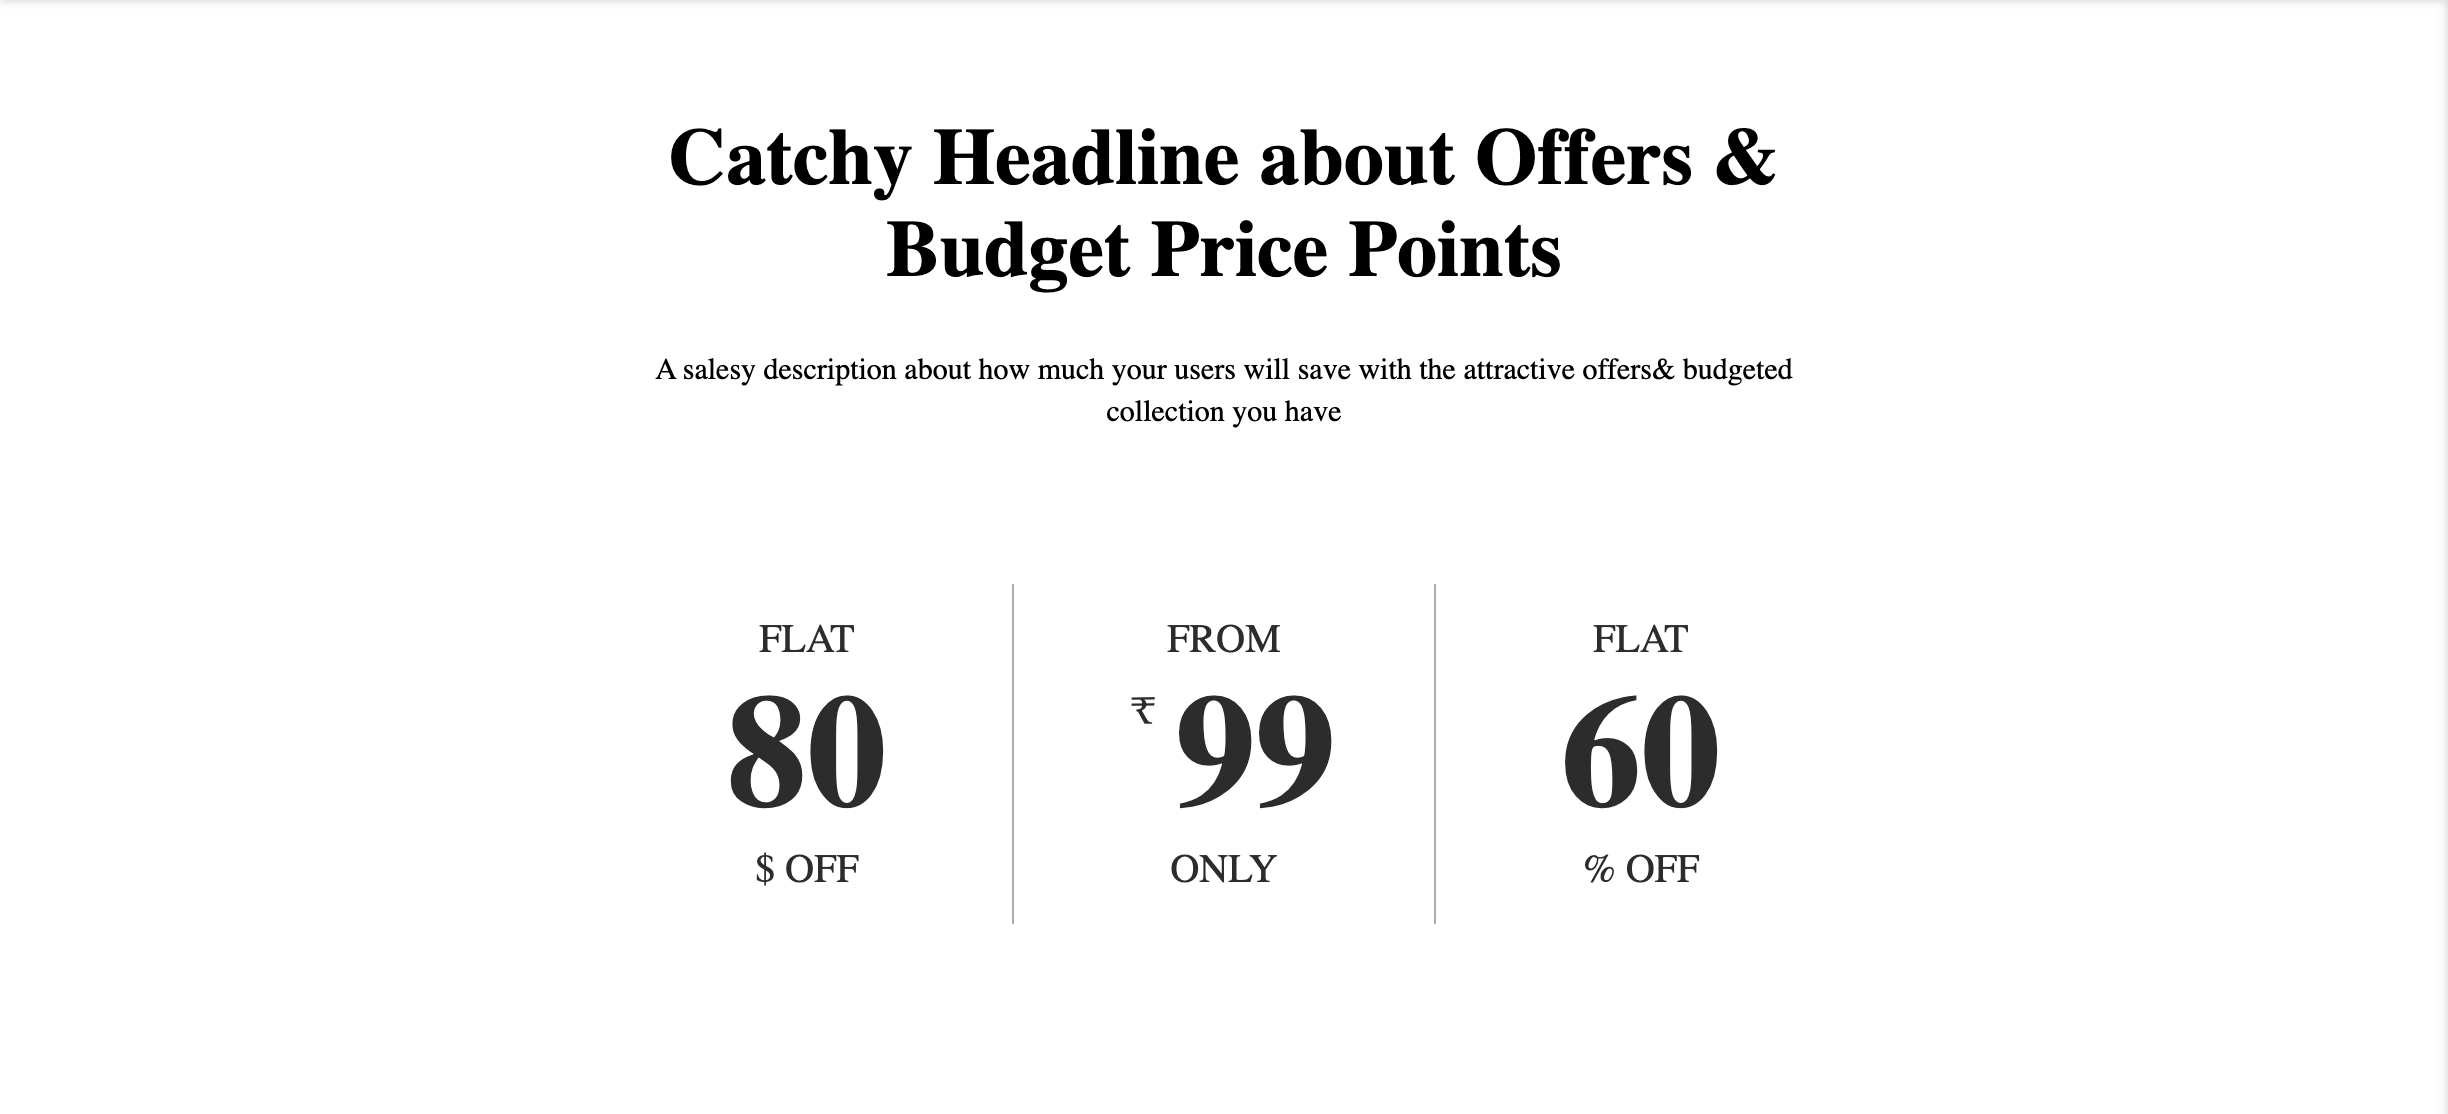 Catchy Headline about Offers &
Budget Price Points
A salesy description about how much your users will save with the attractive offers& budgeted
collection you have
FLAT
80
$ OFF
FROM
₹ 99
ONLY
FLAT
60
% OFF